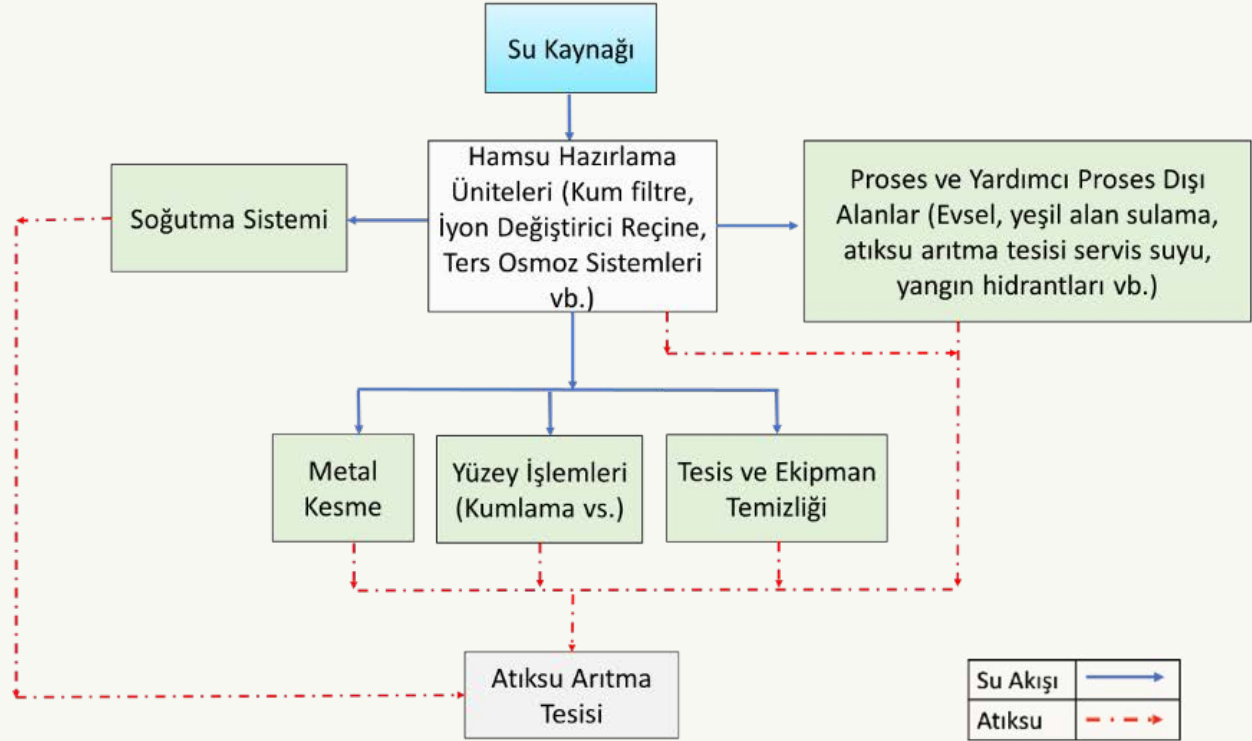 Su Kaynağı
Hamsu Hazırlama
Üniteleri (Kum filtre,
İyon Değiştirici Reçine,
Ters Osmoz Sistemleri
vb.)
Soğutma Sistemi
Proses ve Yardımcı Proses Dışı
Alanlar (Evsel, yeşil alan sulama,
atıksu arıtma tesisi servis suyu,
yangın hidrantları vb.)
Metal
Kesme
Yüzey İşlemleri
(Kumlama vs.)
Tesis ve Ekipman
Temizliği
Atıksu Arıtma
Tesisi
Su Akışı
Atıksu